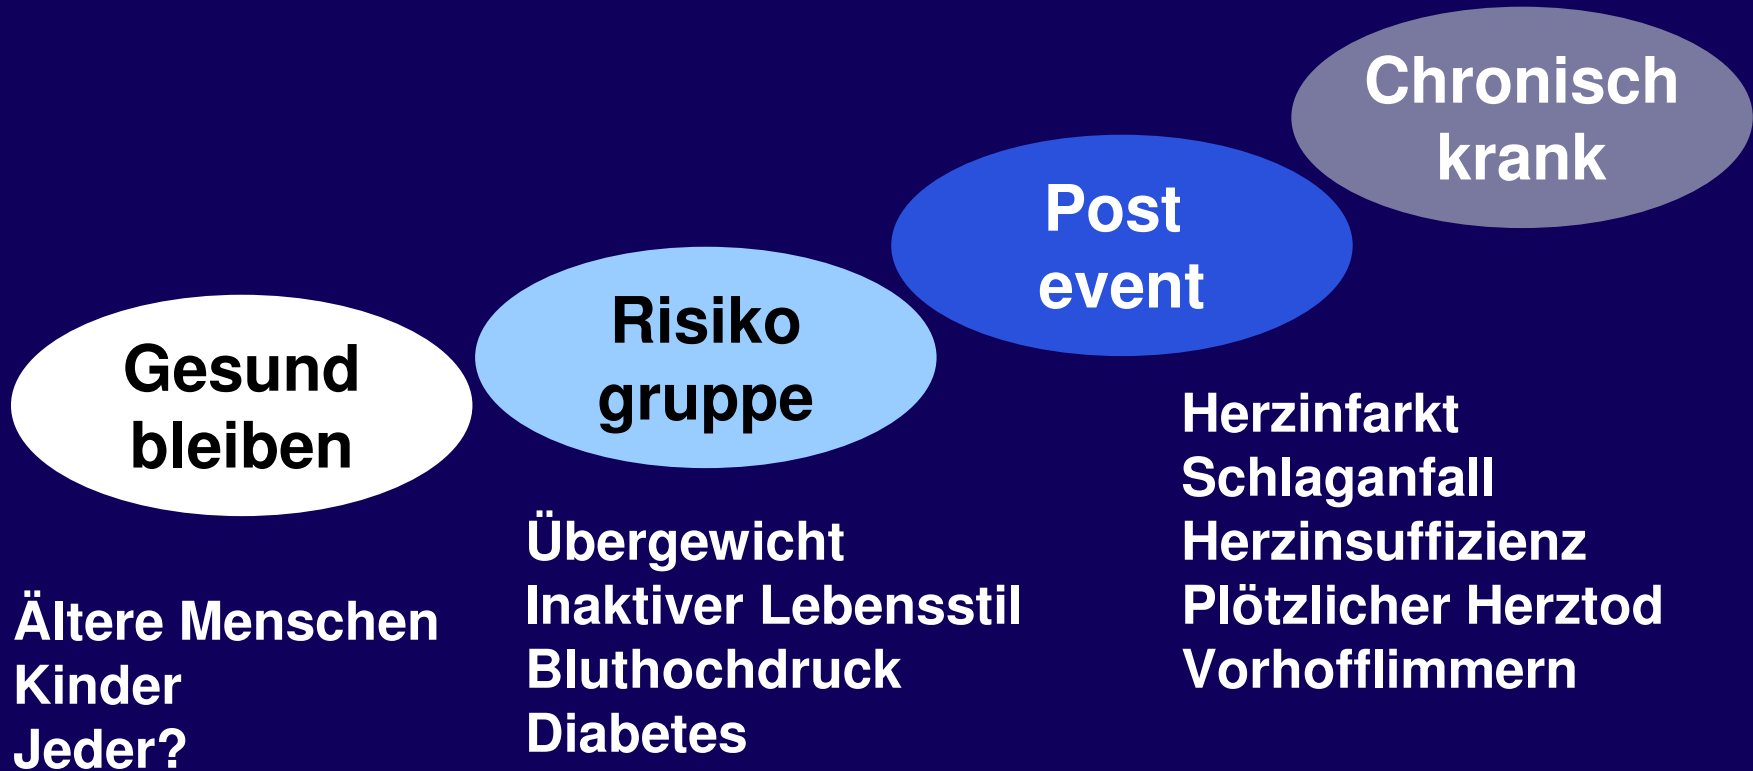 Gesund
bleiben
Ältere Menschen
Kinder
Jeder?
Risiko
gruppe
Übergewicht
Inaktiver Lebensstil
Bluthochdruck
Diabetes
Post
event
Chronisch
krank
Herzinfarkt
Schlaganfall
Herzinsuffizienz
Plötzlicher Herztod
Vorhofflimmern